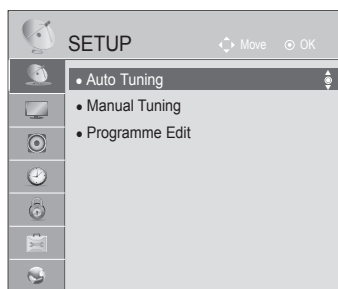 SETUP Move OK
• Auto Tuning
• Manual Tuning
• Programme Edit